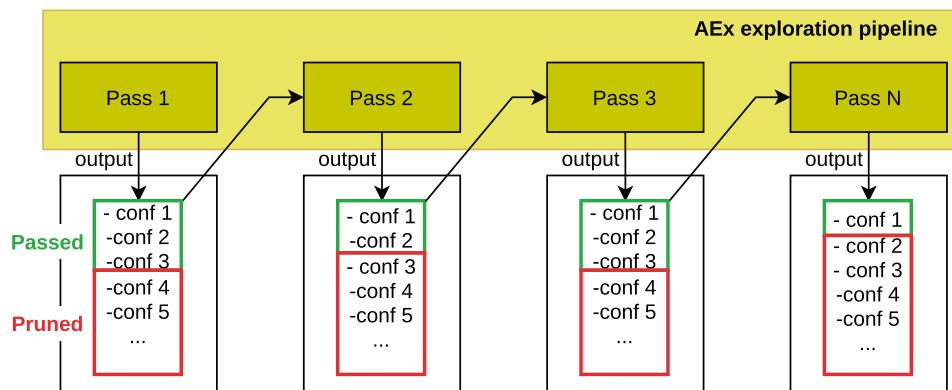 AEx exploration pipeline
Pass 1
Pass 2
Pass 3
Pass N
output
output
output
output
Passed
Pruned
- conf 1
-conf 2
-conf 3
-conf 4
-conf 5
...
- conf 1
-conf 2
- conf 3
-conf 4
-conf 5
...
- conf 1
-conf 2
-conf 3
-conf 4
-conf 5
...
- conf 1
- conf 2
- conf 3
-conf 4
-conf 5
...